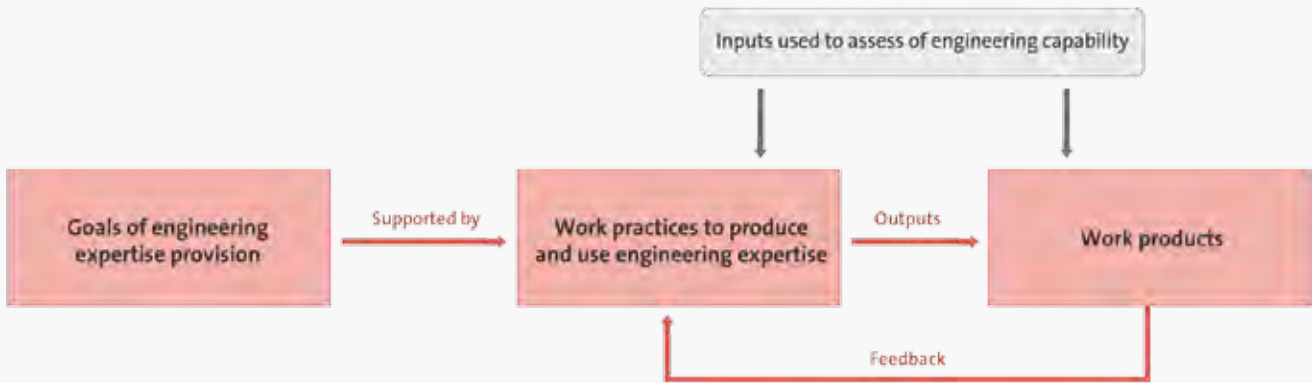 Inputs used to assess of engineering capability
Goals of engineering
expertise provision
Supported by
Work practices to produce
and use engineering expertise
Outputs
Work products
Feedback